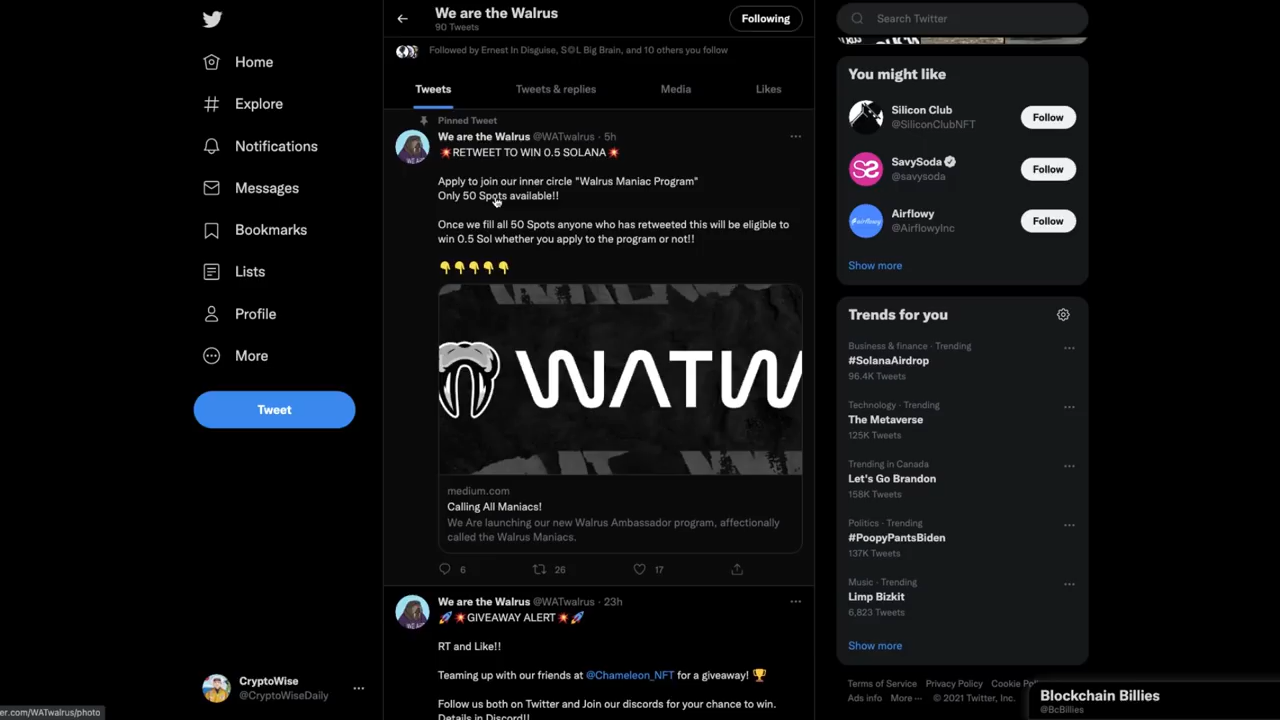 We are the Walrus
90 Tweets
Following
Followed by Ernest In Disguise, S©L Big Brain, and 10 others you follow
Tweets
Tweets & replies
Media
Likes
Home
Explore
Notifications
Messages
Bookmarks
Lists
Profile
More
Tweet
CryptoWise
@CryptoWiseDaily
Pinned Tweet
We are the Walrus @WATwalrus · 5h
💥RETWEET TO WIN 0.5 SOLANA💥
Apply to join our inner circle "Walrus Maniac Program"
Only 50 Spots available!!
Once we fill all 50 Spots anyone who has retweeted this will be eligible to
win 0.5 Sol whether you apply to the program or not!!
👇👇👇👇👇
WATW
medium.com
Calling All Maniacs!
We Are launching our new Walrus Ambassador program, affectionally
called the Walrus Maniacs.
6
26
17
We are the Walrus @WATwalrus · 23h
🚀💥GIVEAWAY ALERT💥🚀
RT and Like!!
Teaming up with our friends at @Chameleon_NFT for a giveaway! 🏆
Follow us both on Twitter and Join our discords for your chance to win.
Details in Discord!!
Search Twitter
You might like
Silicon Club
@SiliconClubNFT
Follow
SavySoda
@savysoda
Follow
#airflowy
Airflowy
@AirflowyInc
Follow
Show more
Trends for you
Business & finance · Trending
#SolanaAirdrop
96.4K Tweets
Technology · Trending
The Metaverse
125K Tweets
Trending in Canada
Let's Go Brandon
158K Tweets
Politics · Trending
#PoopyPantsBiden
137K Tweets
Music · Trending
Limp Bizkit
6,823 Tweets
Show more
Terms of Service Privacy Policy Cookie Pol
Ads info More ··· © 2021 Twitter, Inc.
Blockchain Billies
@BcBillies
er.com/WATwalrus/photo